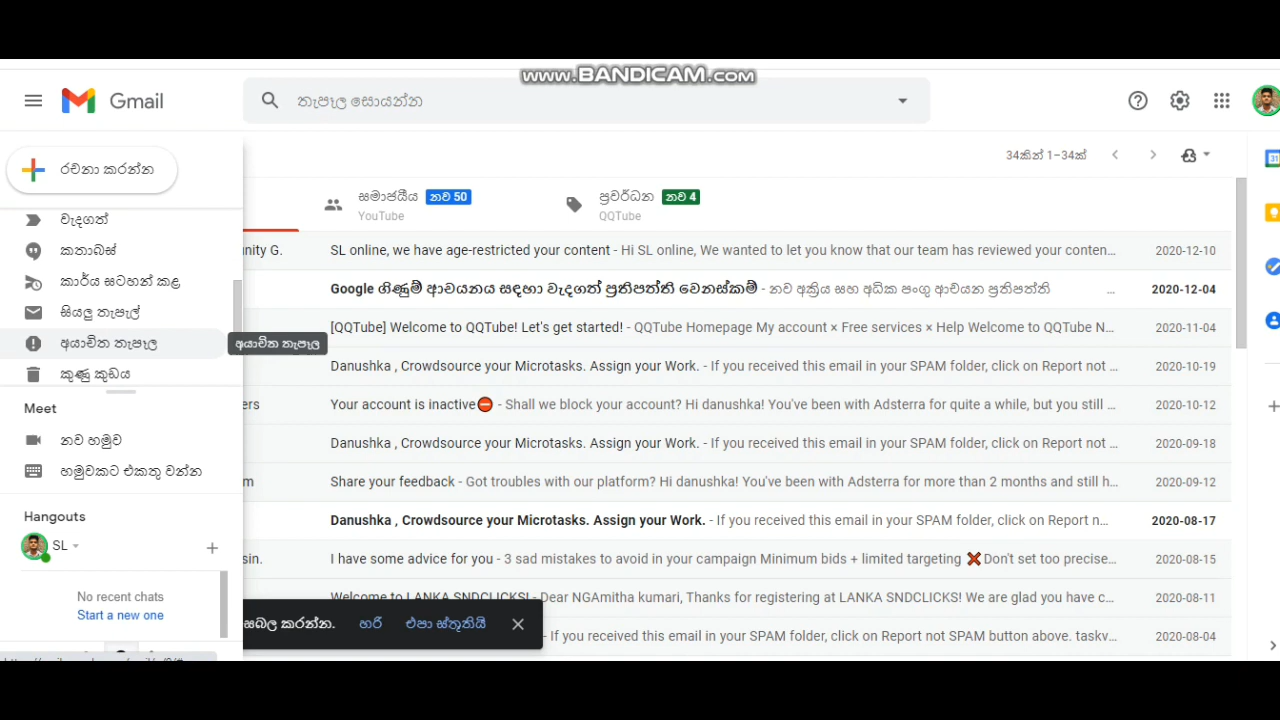 www.BANDICAM.com
Gmail
තැපෑල සොයන්න
රචනා කරන්න
34කින් 1–34ක්
සමාජයීය නව 50
YouTube
ප්‍රවර්ධන නව 4
QQTube
වැදගත්
කතාබස්
කාර්ය සටහන් කළ
සියලු තැපැල්
අයාචිත තැපෑල
අයාචිත තැපෑල
කුණු කූඩය
Meet
නව හමුව
හමුවකට එකතු වන්න
Hangouts
SL
No recent chats
Start a new one
nity G. SL online, we have age-restricted your content - Hi SL online, We wanted to let you know that our team has reviewed your conten... 2020-12-10
Google ගිණුම් ආචයනය සඳහා වැදගත් ප්‍රතිපත්ති වෙනස්කම් - නව අක්‍රිය සහ අධික පංගු ආචයන ප්‍රතිපත්ති ... 2020-12-04
[QQTube] Welcome to QQTube! Let's get started! - QQTube Homepage My account × Free services × Help Welcome to QQTube N... 2020-11-04
Danushka , Crowdsource your Microtasks. Assign your Work. - If you received this email in your SPAM folder, click on Report not ... 2020-10-19
ers Your account is inactive⛔ - Shall we block your account? Hi danushka! You've been with Adsterra for quite a while, but you still ... 2020-10-12
Danushka , Crowdsource your Microtasks. Assign your Work. - If you received this email in your SPAM folder, click on Report not ... 2020-09-18
m Share your feedback - Got troubles with our platform? Hi danushka! You've been with Adsterra for more than 2 months and still h... 2020-09-12
Danushka , Crowdsource your Microtasks. Assign your Work. - If you received this email in your SPAM folder, click on Report n... 2020-08-17
sin. I have some advice for you - 3 sad mistakes to avoid in your campaign Minimum bids + limited targeting ❌Don't set too precise... 2020-08-15
Welcome to LANKA SNDCLICKS! - Dear NGAmitha kumari, Thanks for registering at LANKA SNDCLICKS! We are glad you have c... 2020-08-11
සබල කරන්න. හරි එපා ස්තූතියි
- If you received this email in your SPAM folder, click on Report not SPAM button above. taskv... 2020-08-04